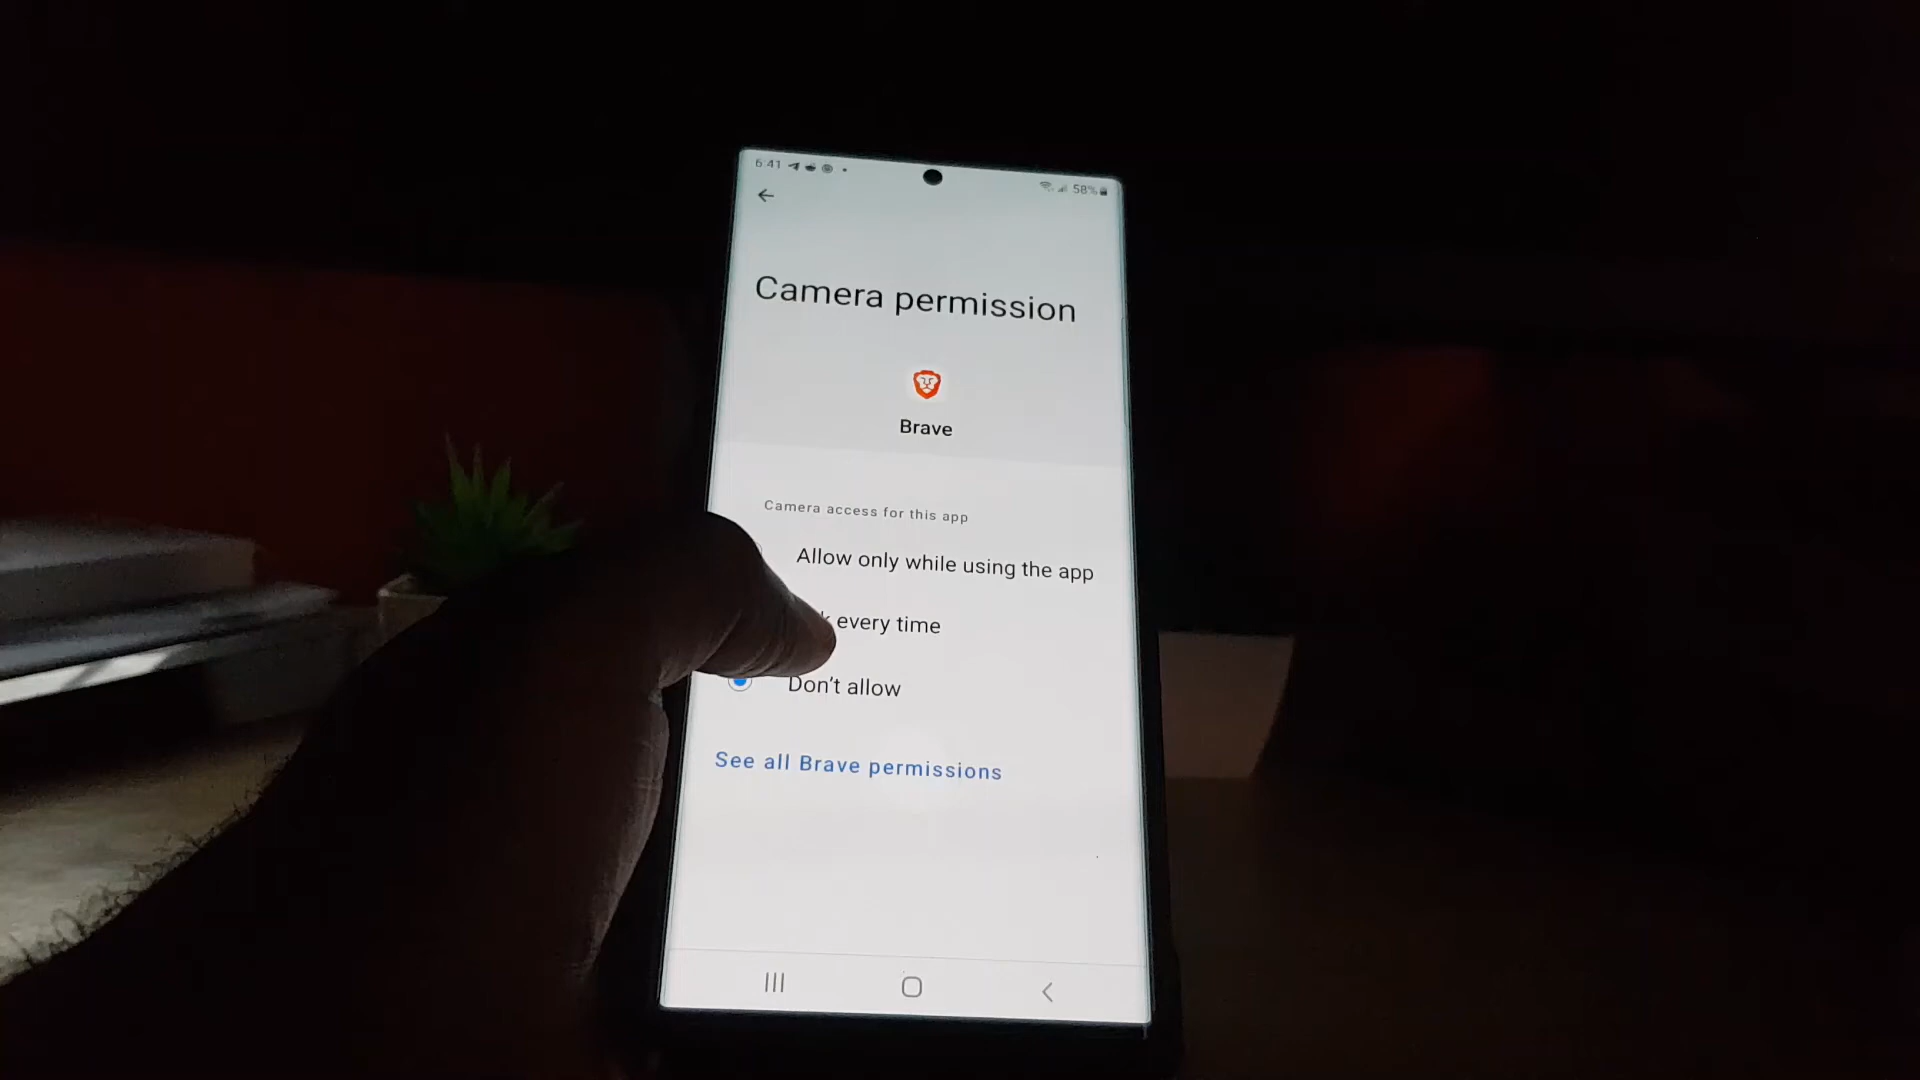 6:41 58%
Camera permission
Brave
Camera access for this app
Allow only while using the app
every time
Don't allow
See all Brave permissions